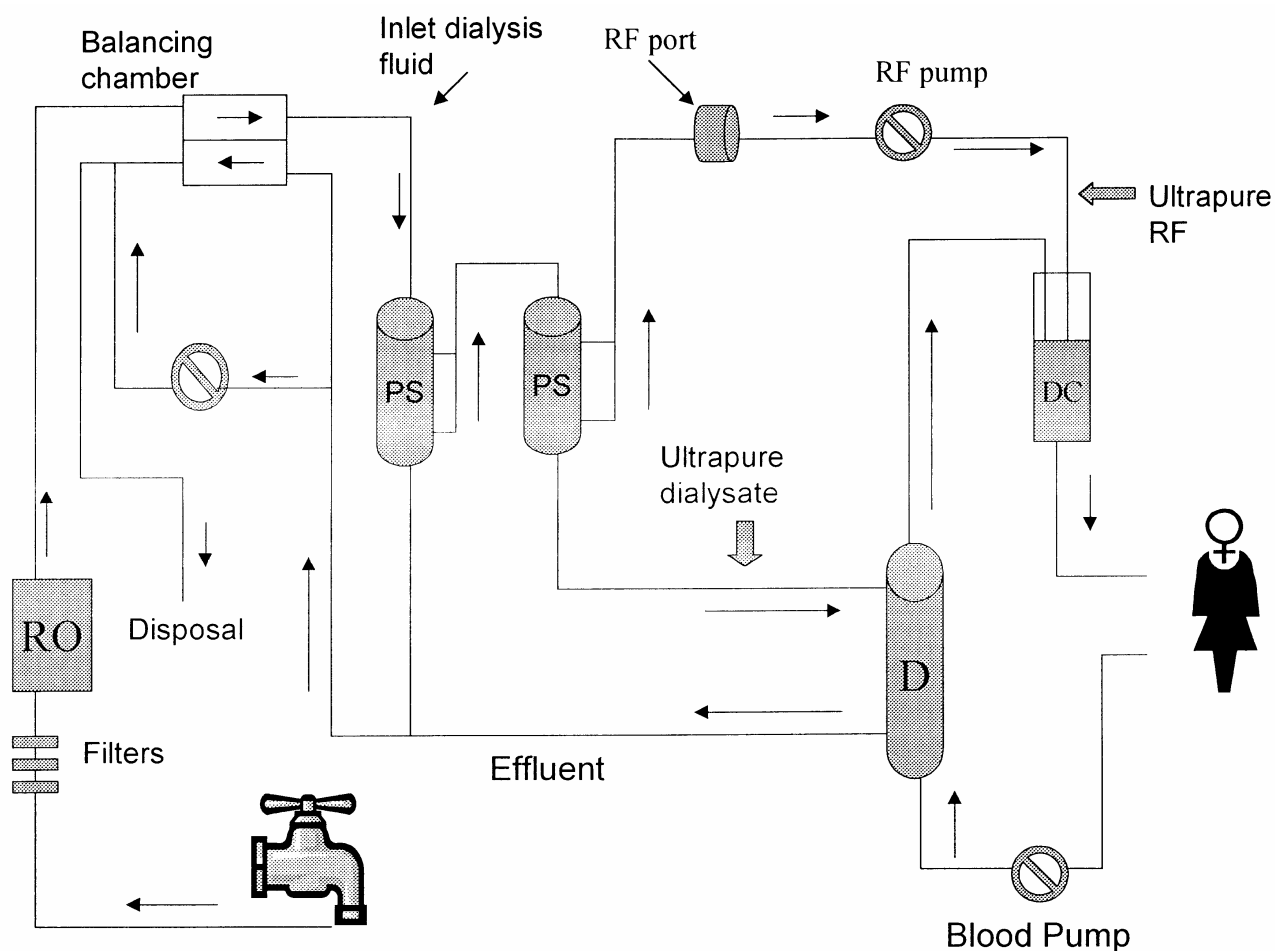 Balancing
chamber
Inlet dialysis
fluid
RF port
RF pump
Ultrapure
RF
PS
PS
DC
Ultrapure
dialysate
RO
Disposal
D
Filters
Effluent
Blood Pump